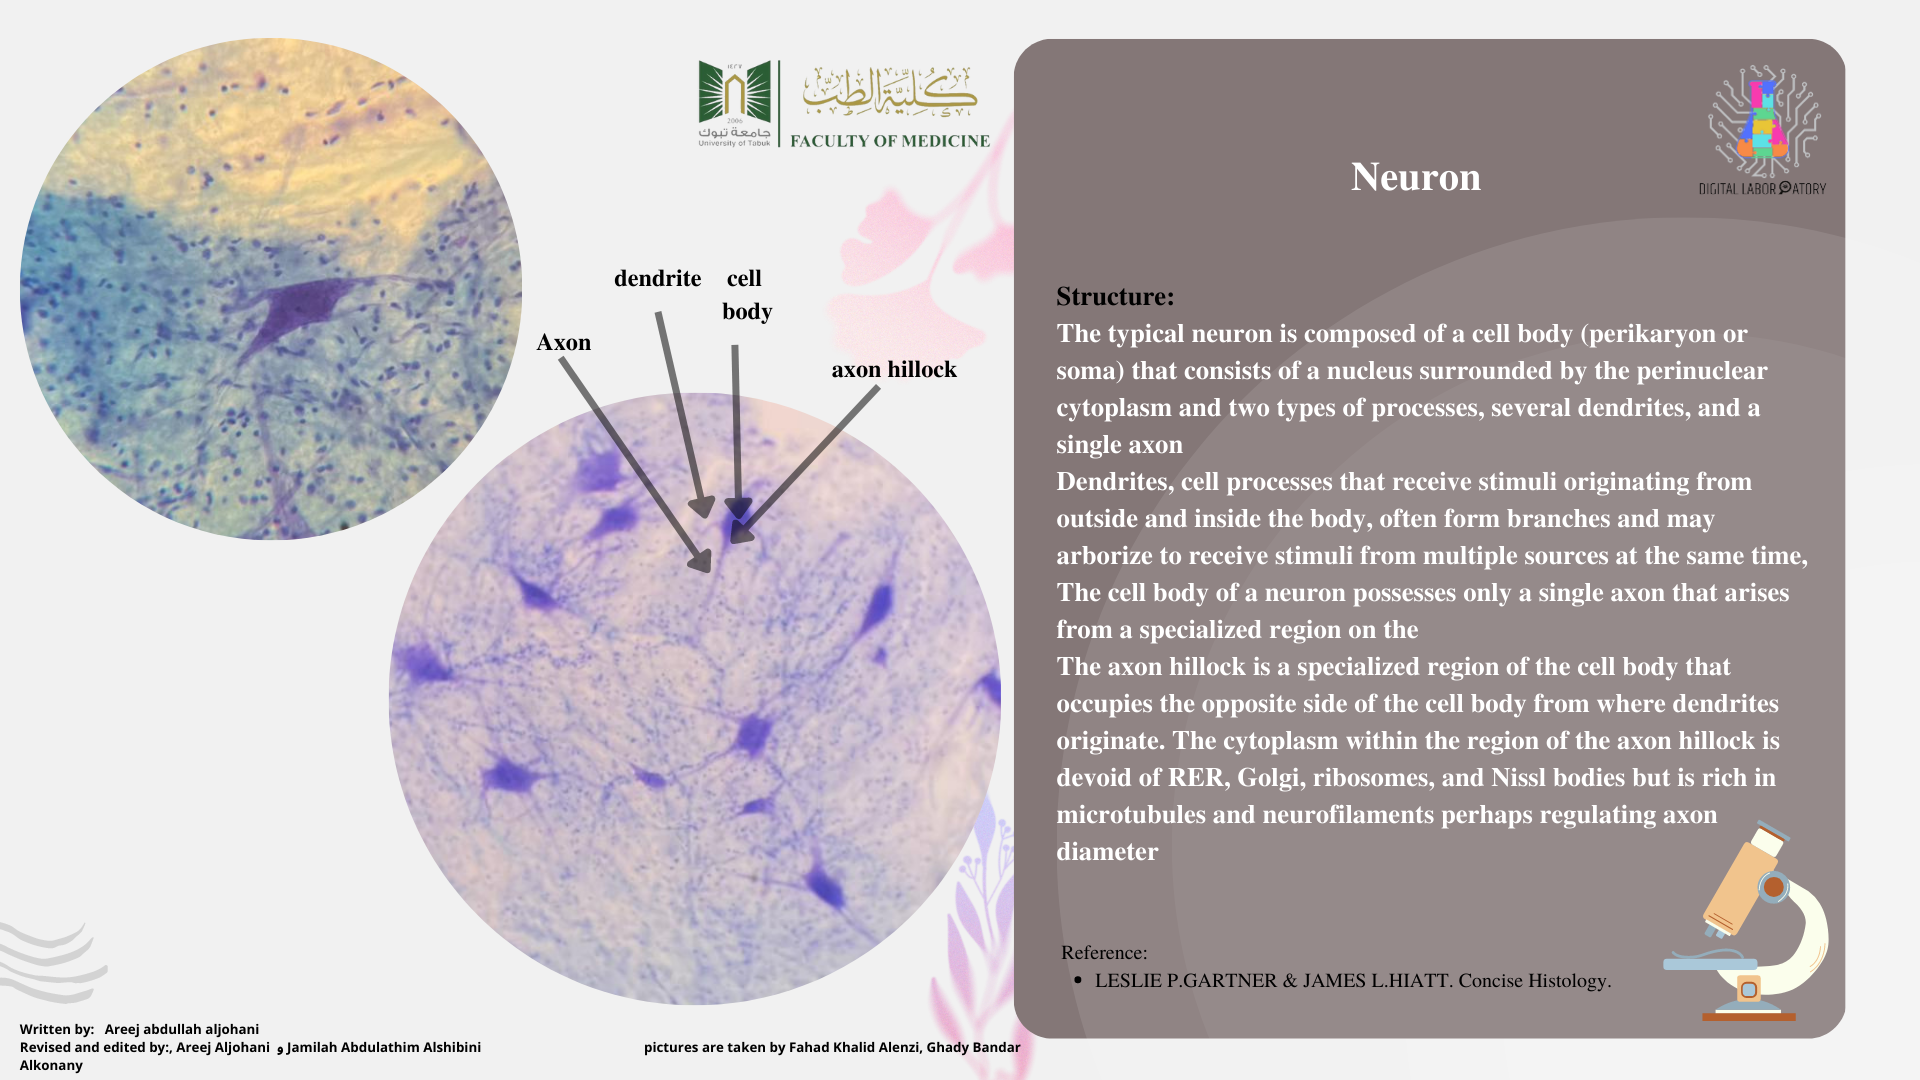 ١٤٢٧
2006
جامعة تبوك
University of Tabuk
كلية الطب
FACULTY OF MEDICINE
DIGITAL LABORATORY
Neuron
dendrite
cell
body
Axon
axon hillock
Structure:
The typical neuron is composed of a cell body (perikaryon or
soma) that consists of a nucleus surrounded by the perinuclear
cytoplasm and two types of processes, several dendrites, and a
single axon
Dendrites, cell processes that receive stimuli originating from
outside and inside the body, often form branches and may
arborize to receive stimuli from multiple sources at the same time,
The cell body of a neuron possesses only a single axon that arises
from a specialized region on the
The axon hillock is a specialized region of the cell body that
occupies the opposite side of the cell body from where dendrites
originate. The cytoplasm within the region of the axon hillock is
devoid of RER, Golgi, ribosomes, and Nissl bodies but is rich in
microtubules and neurofilaments perhaps regulating axon
diameter
Reference:
• LESLIE P.GARTNER & JAMES L.HIATT. Concise Histology.
Written by: Areej abdullah aljohani
Revised and edited by:, Areej Aljohani و Jamilah Abdulathim Alshibini
Alkonany
pictures are taken by Fahad Khalid Alenzi, Ghady Bandar